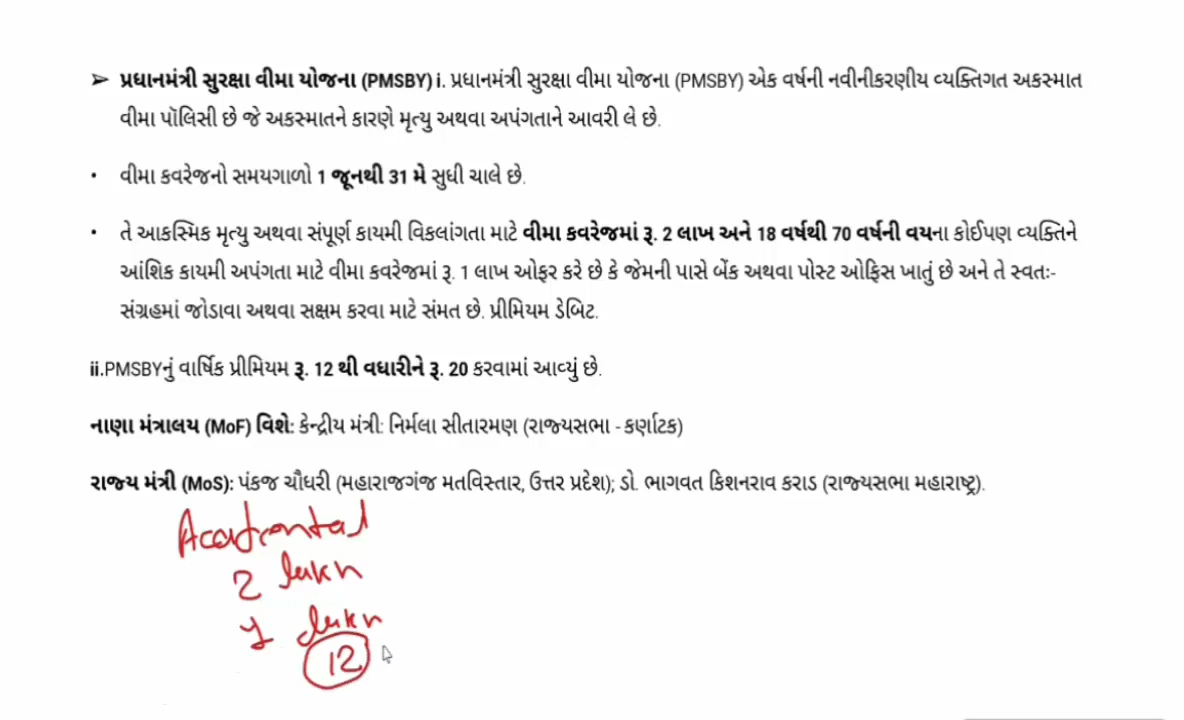 ➢ પ્રધાનમંત્રી સુરક્ષા વીમા યોજના (PMSBY) i. પ્રધાનમંત્રી સુરક્ષા વીમા યોજના (PMSBY) એક વર્ષની નવીનીકરણીય વ્યક્તિગત અકસ્માત
વીમા પૉલિસી છે જે અકસ્માતને કારણે મૃત્યુ અથવા અપંગતાને આવરી લે છે.
• વીમા કવરેજનો સમયગાળો 1 જૂનથી 31 મે સુધી ચાલે છે.
• તે આકસ્મિક મૃત્યુ અથવા સંપૂર્ણ કાયમી વિકલાંગતા માટે વીમા કવરેજમાં રૂ. 2 લાખ અને 18 વર્ષથી 70 વર્ષની વયના કોઈપણ વ્યક્તિને
આંશિક કાયમી અપંગતા માટે વીમા કવરેજમાં રૂ. 1 લાખ ઓફર કરે છે કે જેમની પાસે બેંક અથવા પોસ્ટ ઓફિસ ખાતું છે અને તે સ્વતઃ-
સંગ્રહમાં જોડાવા અથવા સક્ષમ કરવા માટે સંમત છે. પ્રીમિયમ ડેબિટ.
ii.PMSBYનું વાર્ષિક પ્રીમિયમ રૂ. 12 થી વધારીને રૂ. 20 કરવામાં આવ્યું છે.
નાણા મંત્રાલય (MoF) વિશે: કેન્દ્રીય મંત્રી: નિર્મલા સીતારમણ (રાજ્યસભા - કર્ણાટક)
રાજ્ય મંત્રી (MoS): પંકજ ચૌધરી (મહારાજગંજ મતવિસ્તાર, ઉત્તર પ્રદેશ); ડો. ભાગવત કિશનરાવ કરાડ (રાજ્યસભા મહારાષ્ટ્ર).
2
12